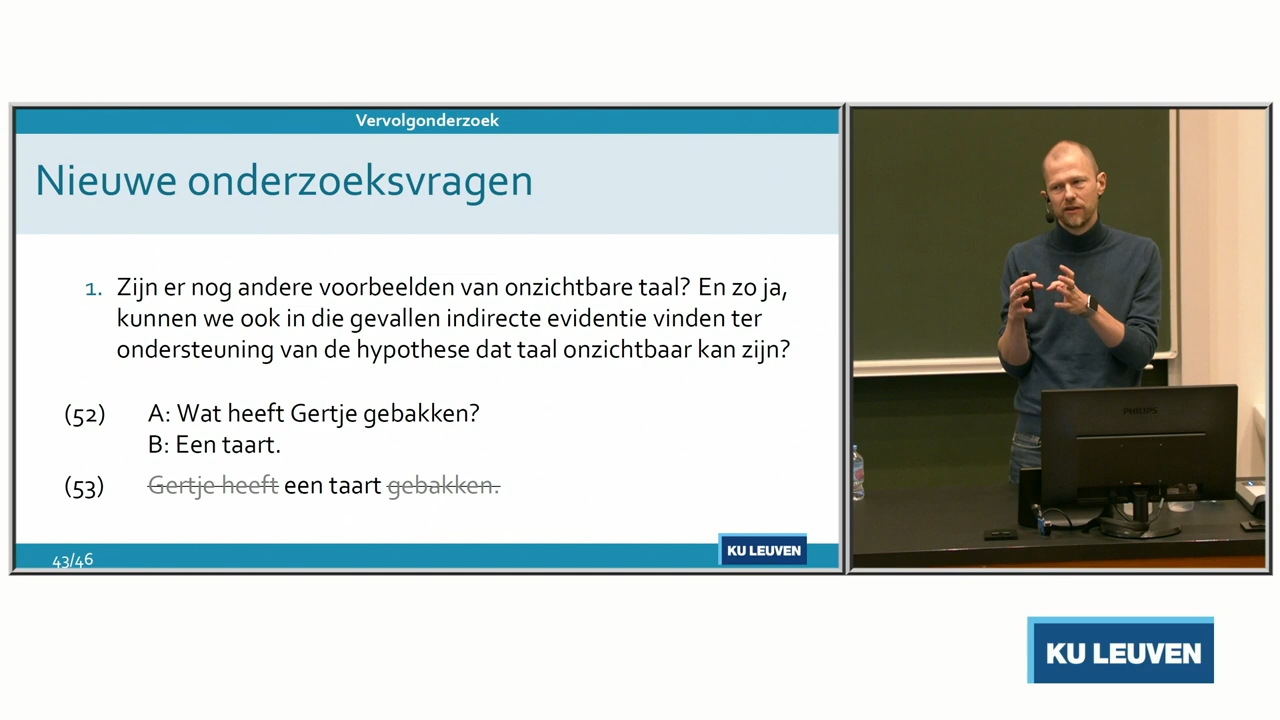 Vervolgonderzoek
Nieuwe onderzoeksvragen
1. Zijn er nog andere voorbeelden van onzichtbare taal? En zo ja,
kunnen we ook in die gevallen indirecte evidentie vinden ter
ondersteuning van de hypothese dat taal onzichtbaar kan zijn?
(52) A: Wat heeft Gertje gebakken?
B: Een taart.
(53) Gertje heeft een taart gebakken.
43/46
KU LEUVEN
PHILIPS
KU LEUVEN